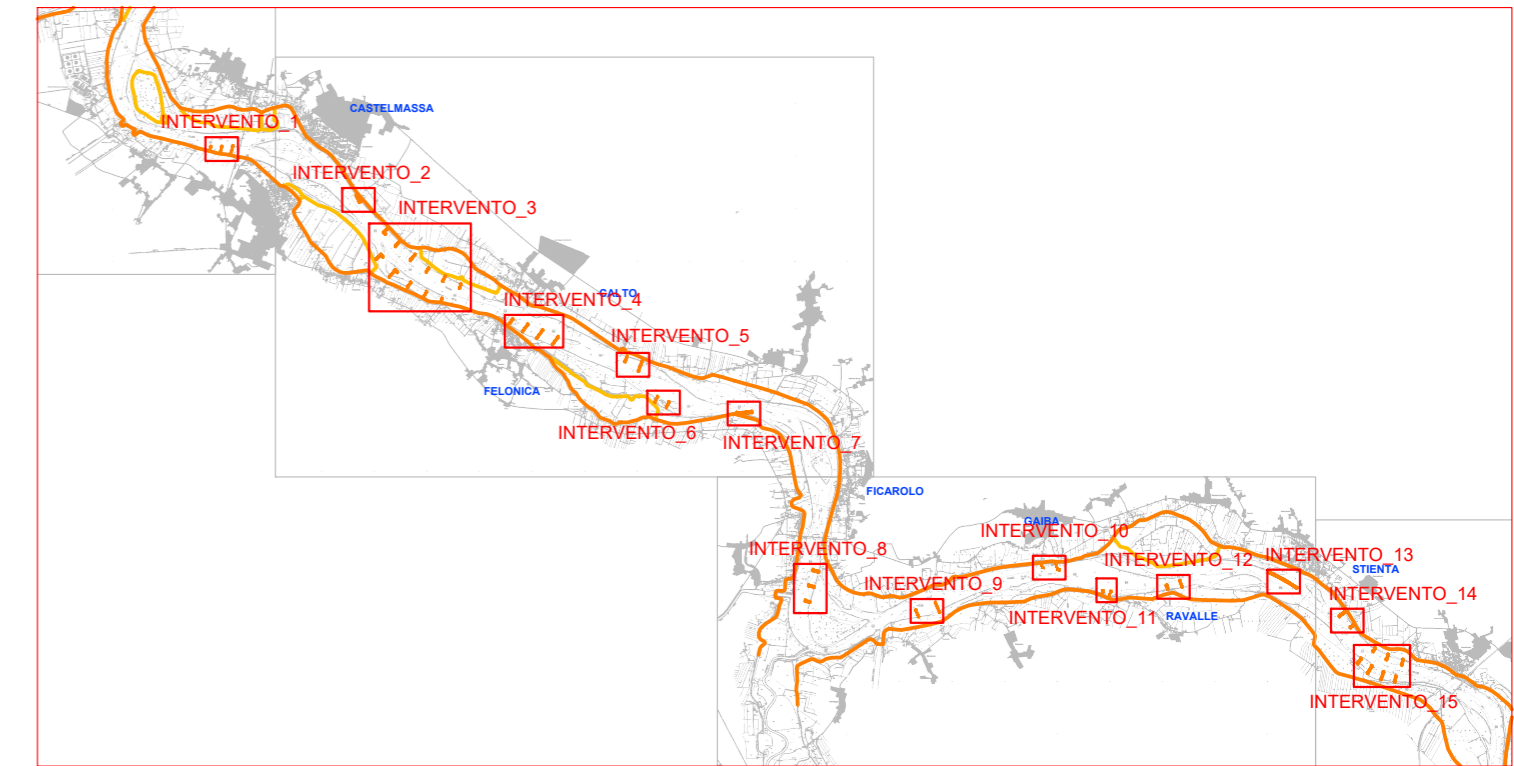 CASTELMASSA
INTERVENTO_1
INTERVENTO_2
INTERVENTO_3
CALTO
INTERVENTO_4
INTERVENTO_5
FELONICA
INTERVENTO_6
INTERVENTO_7
FICAROLO
GAIBA
INTERVENTO_10
INTERVENTO_8
INTERVENTO_13
INTERVENTO_12
STIENTA
INTERVENTO_9
INTERVENTO_14
INTERVENTO_11
RAVALLE
INTERVENTO_15